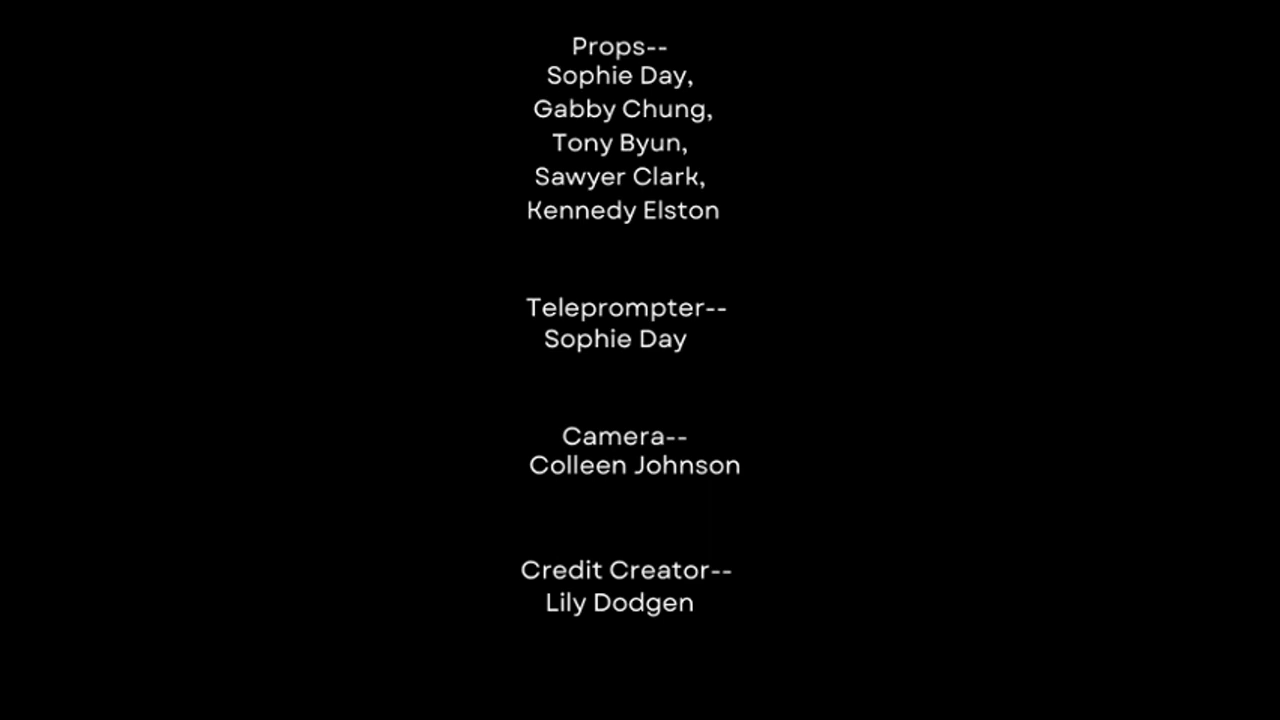 Props--
Sophie Day,
Gabby Chung,
Tony Byun,
Sawyer Clark,
Kennedy Elston
Teleprompter--
Sophie Day
Camera--
Colleen Johnson
Credit Creator--
Lily Dodgen